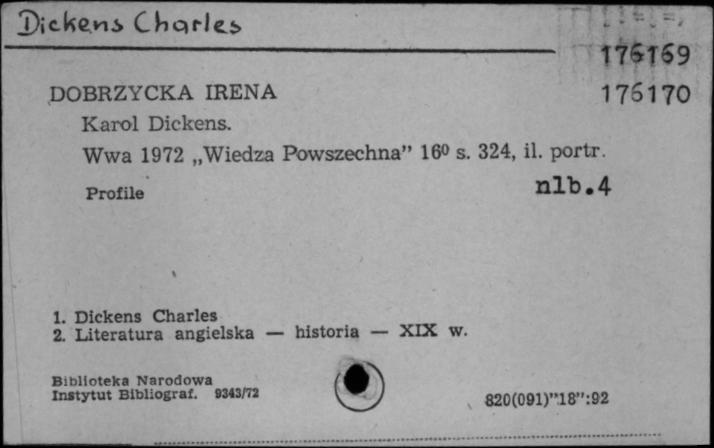 Dickens Charles
176169
176170
DOBRZYCKA IRENA
Karol Dickens.
Wwa 1972 „Wiedza Powszechna” 16º s. 324, il. portr.
Profile
nlb.4
1. Dickens Charles
2. Literatura angielska — historia — XIX w.
Biblioteka Narodowa
Instytut Bibliograf. 9343/72
820(091)”18”:92